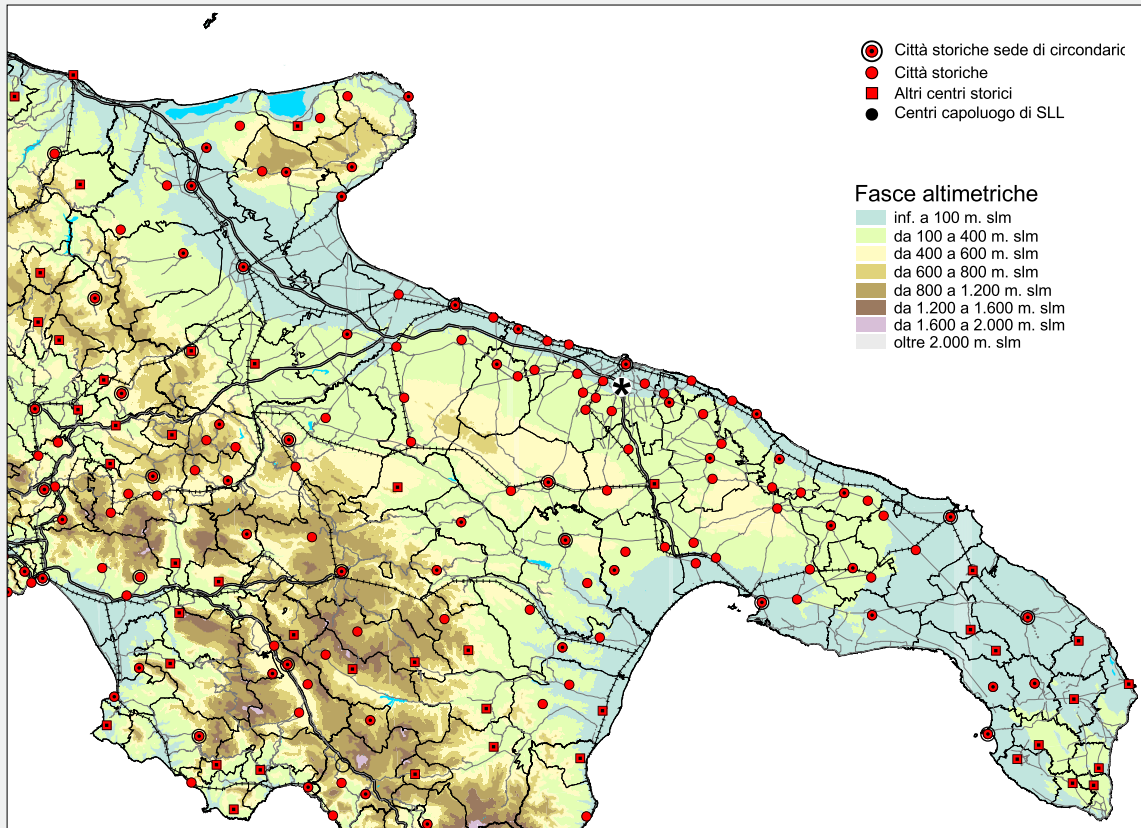 Città storiche sede di circondaric
Città storiche
Altri centri storici
Centri capoluogo di SLL
Fasce altimetriche
inf. a 100 m. slm
da 100 a 400 m. slm
da 400 a 600 m. slm
da 600 a 800 m. slm
da 800 a 1.200 m. slm
da 1.200 a 1.600 m. slm
da 1.600 a 2.000 m. slm
oltre 2.000 m. slm